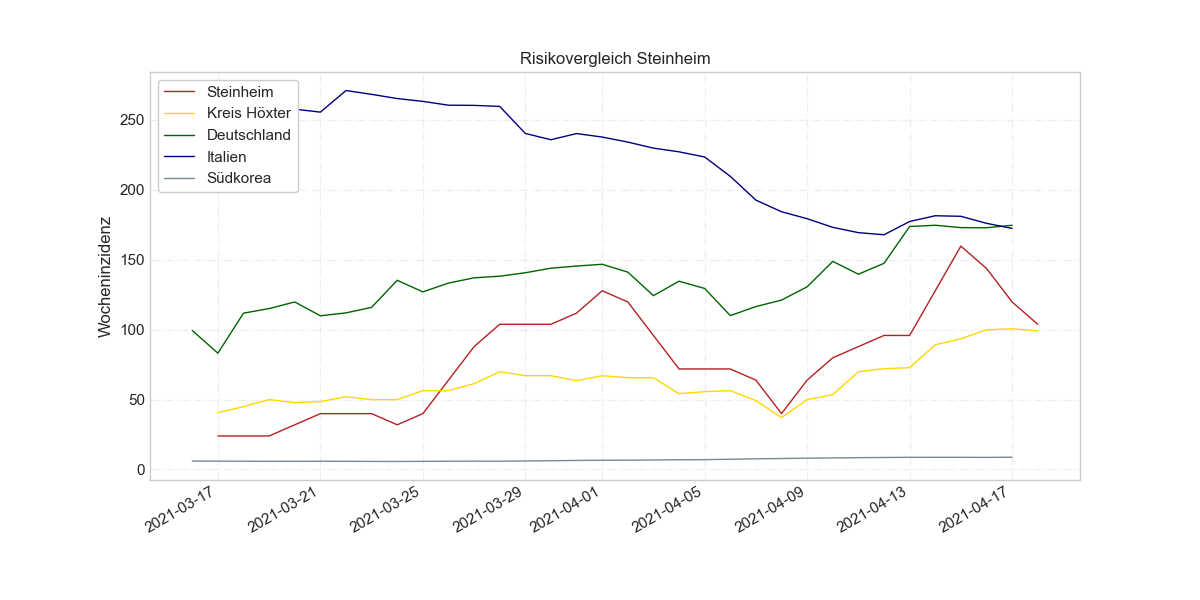 Risikovergleich Steinheim
Steinheim
Kreis Höxter
Deutschland
Italien
Südkorea
Wocheninzidenz
250
200
150
100
50
0
2021-03-17
2021-03-21
2021-03-25
2021-03-29
2021-04-01
2021-04-05
2021-04-09
2021-04-13
2021-04-17